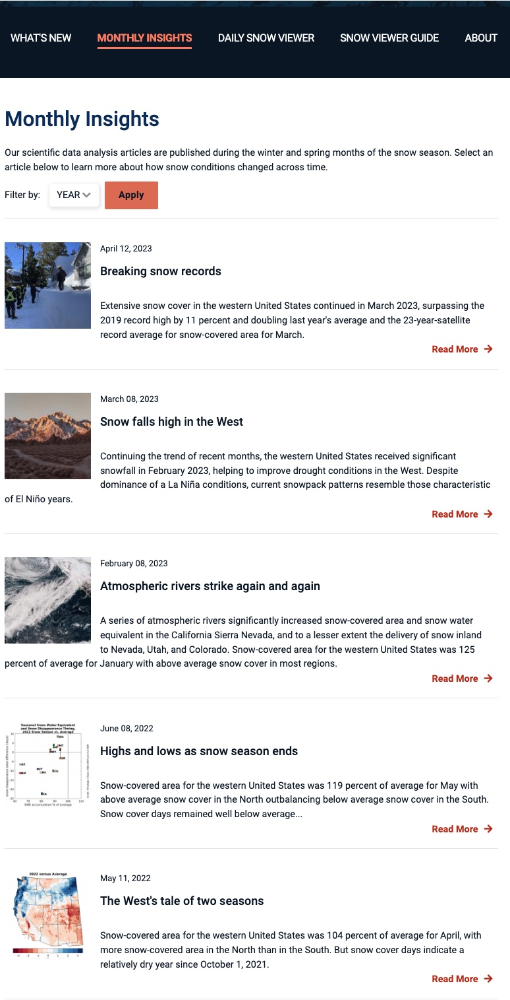 WHAT'S NEW MONTHLY INSIGHTS DAILY SNOW VIEWER SNOW VIEWER GUIDE ABOUT
Monthly Insights
Our scientific data analysis articles are published during the winter and spring months of the snow season. Select an
article below to learn more about how snow conditions changed across time.
Filter by: YEAR Apply
April 12, 2023
Breaking snow records
Extensive snow cover in the western United States continued in March 2023, surpassing the
2019 record high by 11 percent and doubling last year's average and the 23-year-satellite
record average for snow-covered area for March.
Read More
March 08, 2023
Snow falls high in the West
Continuing the trend of recent months, the western United States received significant
snowfall in February 2023, helping to improve drought conditions in the West. Despite
dominance of a La Niña conditions, current snowpack patterns resemble those characteristic
of El Niño years.
Read More
February 08, 2023
Atmospheric rivers strike again and again
A series of atmospheric rivers significantly increased snow-covered area and snow water
equivalent in the California Sierra Nevada, and to a lesser extent the delivery of snow inland
to Nevada, Utah, and Colorado. Snow-covered area for the western United States was 125
percent of average for January with above average snow cover in most regions.
Read More
Seasonal Snow Water Equivalent
and Snow Disappearance Timing,
2022 Snow Season vs. Average
SWE accumulation % of average
June 08, 2022
Highs and lows as snow season ends
Snow-covered area for the western United States was 119 percent of average for May with
above average snow cover in the North outbalancing below average snow cover in the South.
Snow cover days remained well below average...
Read More
2022 versus Average
May 11, 2022
The West's tale of two seasons
Snow-covered area for the western United States was 104 percent of average for April, with
more snow-covered area in the North than in the South. But snow cover days indicate a
relatively dry year since October 1, 2021.
Read More